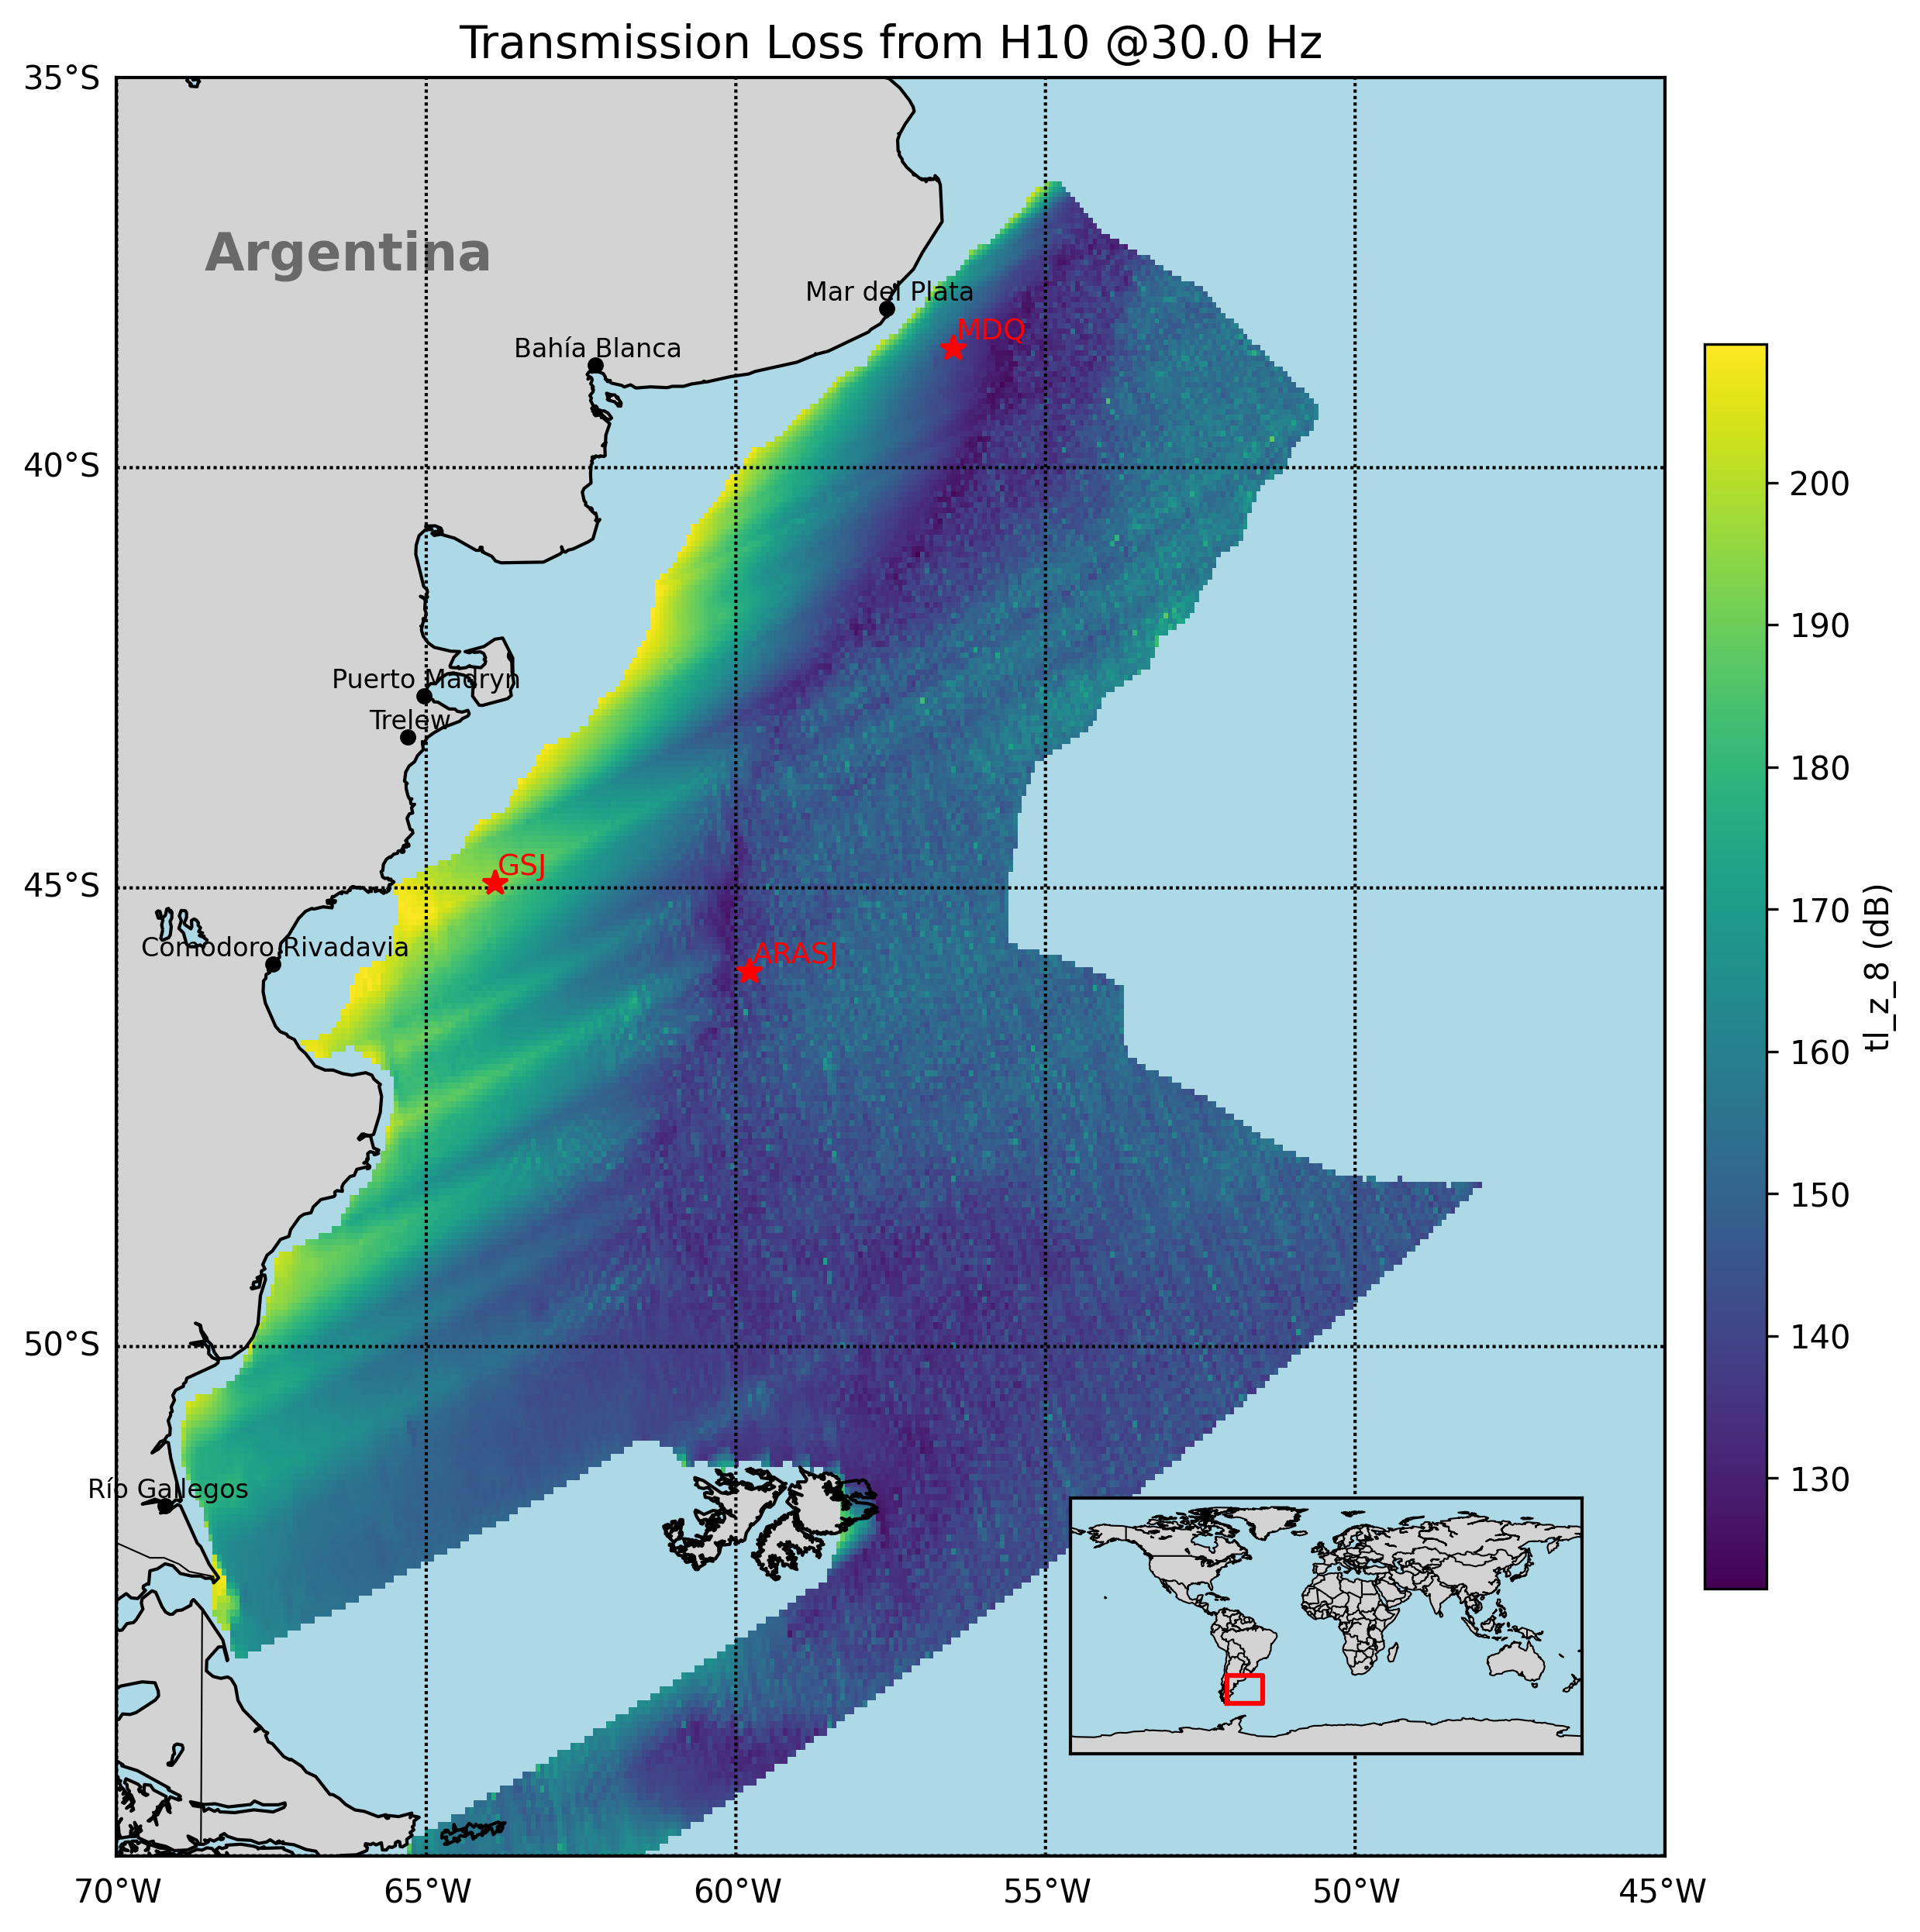 Transmission Loss from H10 @30.0 Hz
35°S
Argentina
Mar del Plata
MDQ
Bahía Blanca
40°S
200
190
Puerto Madryn
Trelew
180
GSJ
45°S
170
tl_z_8 (dB)
Comodoro Rivadavia
ARASJ
160
150
50°S
140
Río Gallegos
130
70°W
65°W
60°W
55°W
50°W
45°W